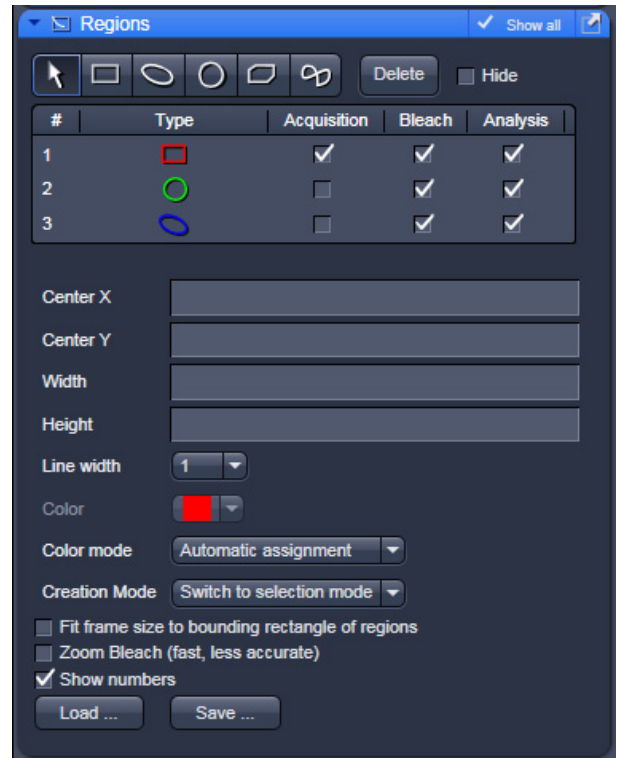 Regions Show all
Delete Hide
# Type Acquisition Bleach Analysis
1
2
3
Center X
Center Y
Width
Height
Line width 1
Color
Color mode Automatic assignment
Creation Mode Switch to selection mode
Fit frame size to bounding rectangle of regions
Zoom Bleach (fast, less accurate)
Show numbers
Load ... Save ...